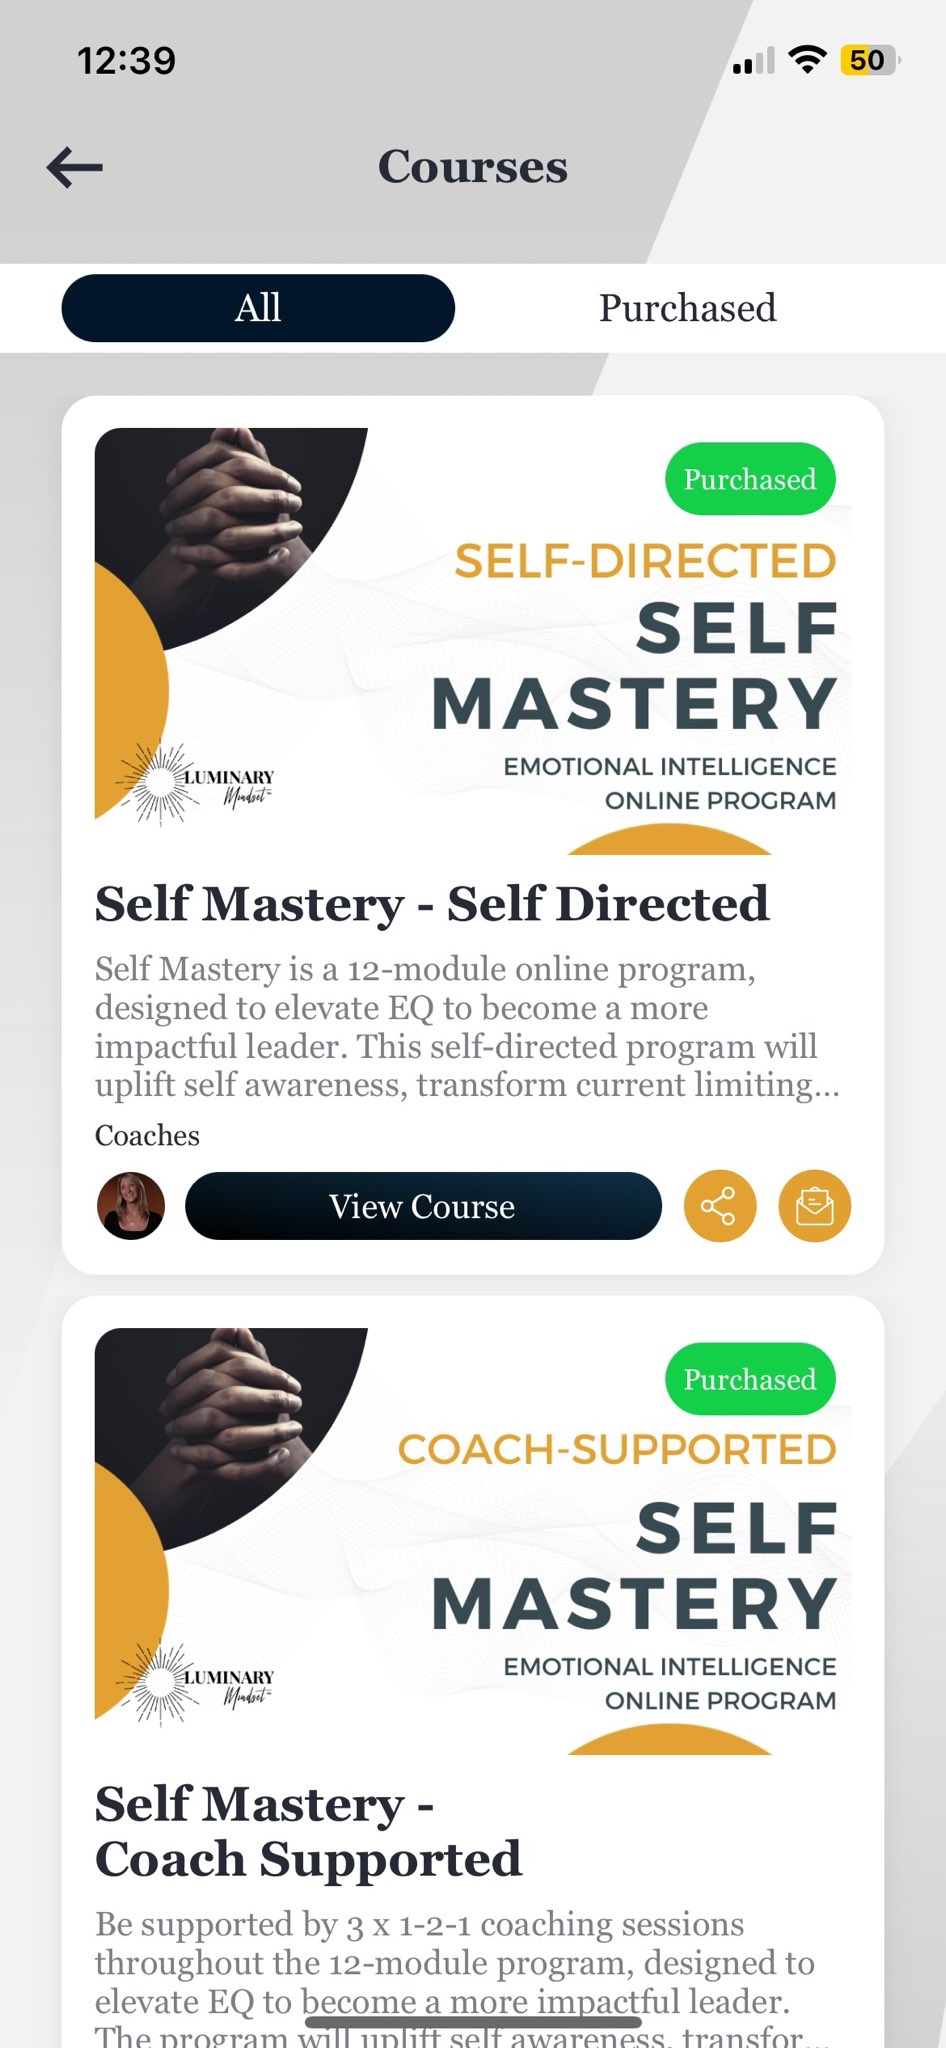 12:39
50
Courses
All
Purchased
Purchased
SELF-DIRECTED
SELF
MASTERY
EMOTIONAL INTELLIGENCE
ONLINE PROGRAM
LUMINARY
Mindset
Self Mastery - Self Directed
Self Mastery is a 12-module online program,
designed to elevate EQ to become a more
impactful leader. This self-directed program will
uplift self awareness, transform current limiting...
Coaches
View Course
Purchased
COACH-SUPPORTED
SELF
MASTERY
EMOTIONAL INTELLIGENCE
ONLINE PROGRAM
LUMINARY
Mindset
Self Mastery -
Coach Supported
Be supported by 3 x 1-2-1 coaching sessions
throughout the 12-module program, designed to
elevate EQ to become a more impactful leader.
The program will uplift self awareness, transfor...